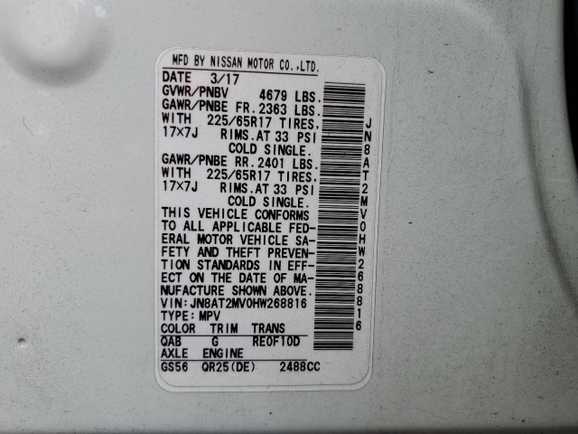 MFD BY NISSAN MOTOR CO.,LTD.
DATE 3/17
GVWR/PNBV 4679 LBS.
GAWR/PNBE FR. 2363 LBS.
WITH 225/65R17 TIRES.
17×7J RIMS. AT 33 PSI
COLD SINGLE.
GAWR/PNBE RR. 2401 LBS.
WITH 225/65R17 TIRES.
17×7J RIMS. AT 33 PSI
COLD SINGLE.
THIS VEHICLE CONFORMS
TO ALL APPLICABLE FED-
ERAL MOTOR VEHICLE SA-
FETY AND THEFT PREVEN-
TION STANDARDS IN EFF-
ECT ON THE DATE OF MA-
NUFACTURE SHOWN ABOVE.
VIN: JN8AT2MV0HW268816
TYPE: MPV
COLOR TRIM TRANS
QAB G RE0F10D
AXLE ENGINE
GS56 QR25(DE) 2488CC
JN8AT2MV0HW268816